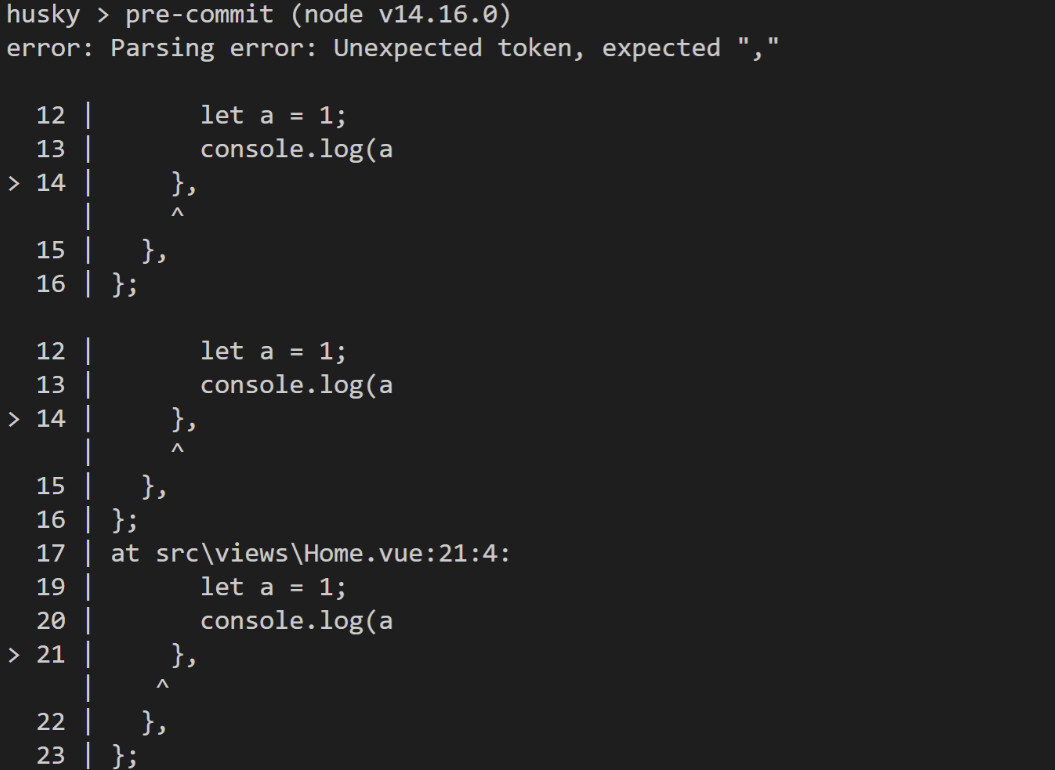 husky > pre-commit (node v14.16.0)
error: Parsing error: Unexpected token, expected ","
  12 |       let a = 1;
  13 |       console.log(a
> 14 |     },
     |     ^
  15 |   },
  16 | };
  12 |       let a = 1;
  13 |       console.log(a
> 14 |     },
     |     ^
  15 |   },
  16 | };
  17 | at src\views\Home.vue:21:4:
  19 |       let a = 1;
  20 |       console.log(a
> 21 |     },
     |    ^
  22 |   },
  23 | };